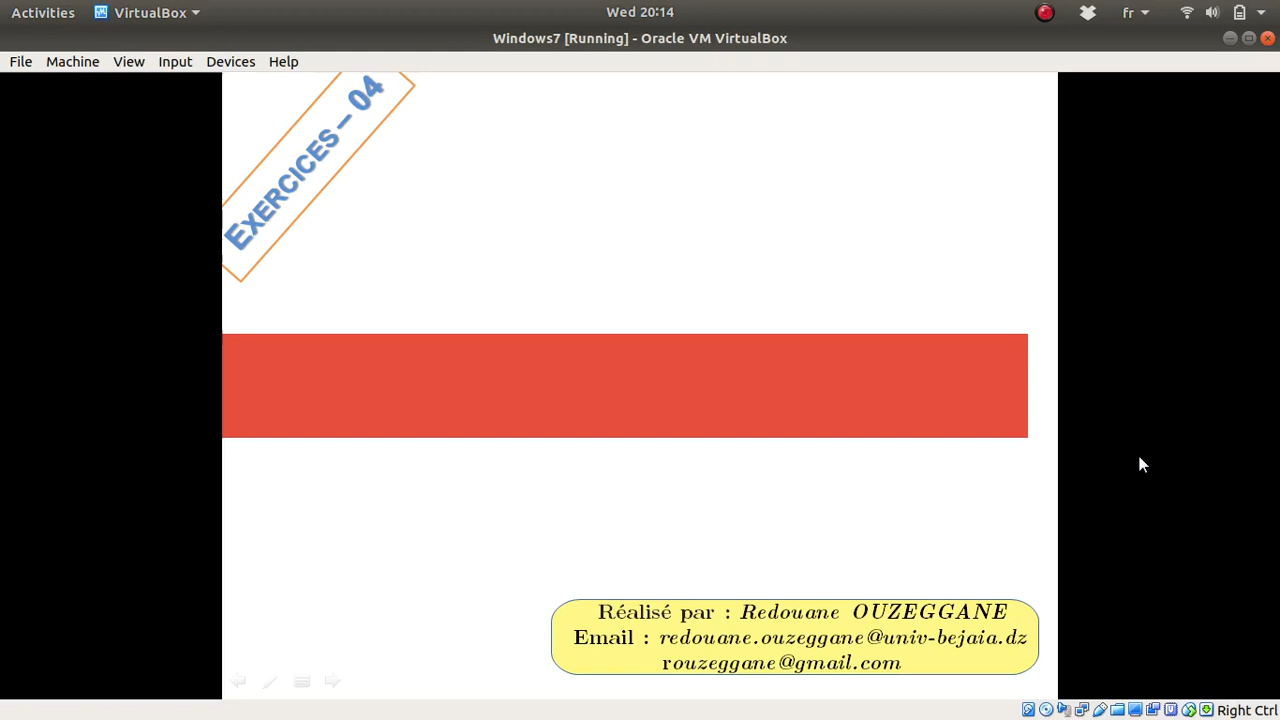 Activities VirtualBox Wed 20:14 fr
Windows7 [Running] - Oracle VM VirtualBox
File Machine View Input Devices Help
EXERCICES – 04
Réalisé par : Redouane OUZEGGANE
Email : redouane.ouzeggane@univ-bejaia.dz
rouzeggane@gmail.com
Right Ctrl